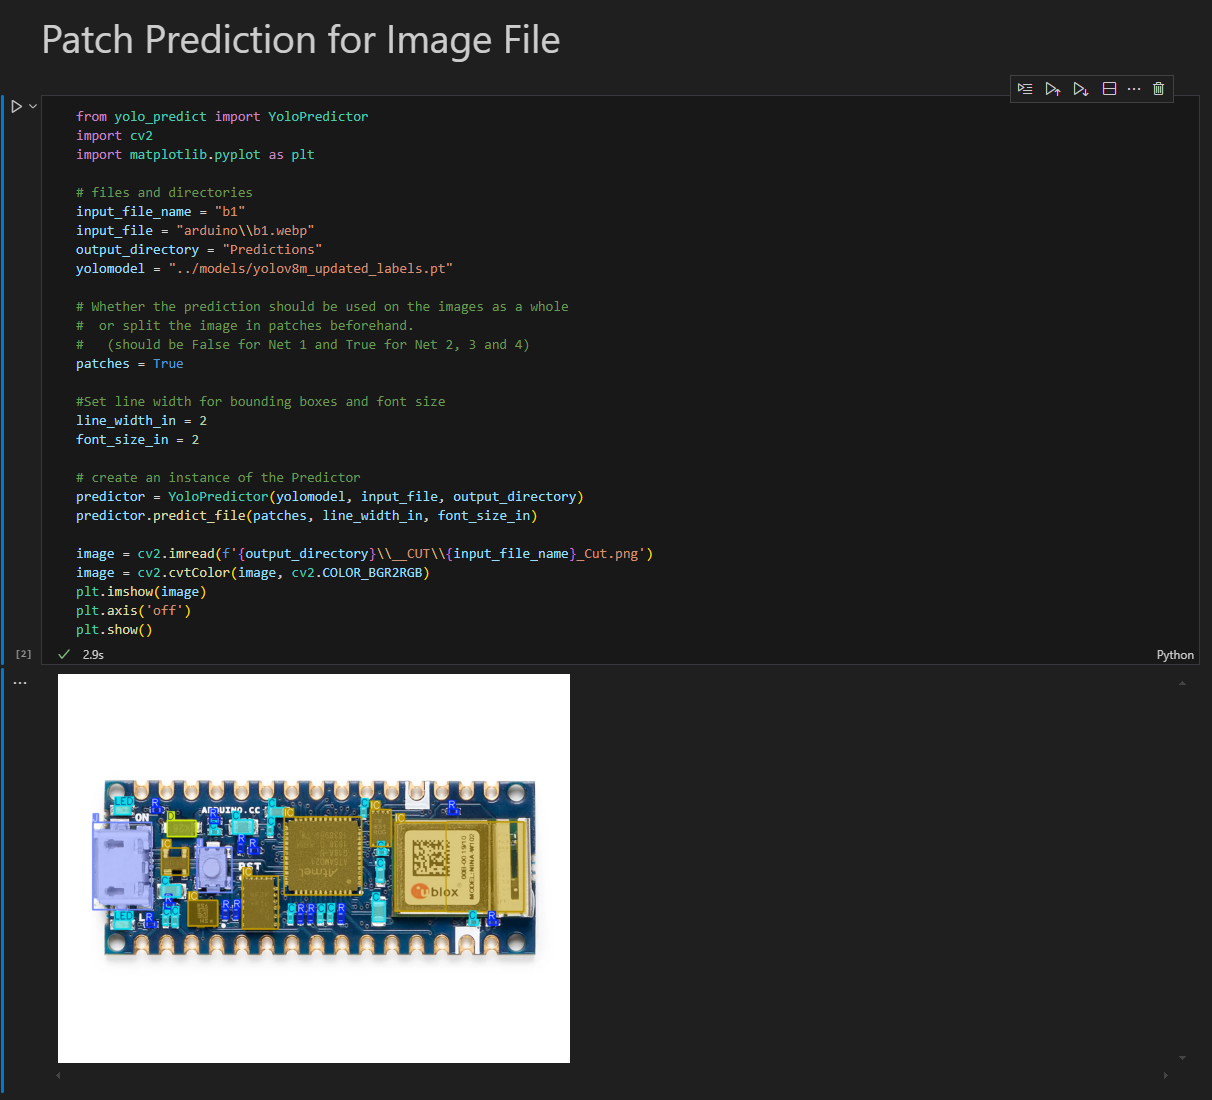 Patch Prediction for Image File
from yolo_predict import YoloPredictor
import cv2
import matplotlib.pyplot as plt
# files and directories
input_file_name = "b1"
input_file = "arduino\\b1.webp"
output_directory = "Predictions"
yolomodel = "../models/yolov8m_updated_labels.pt"
# Whether the prediction should be used on the images as a whole
#  or split the image in patches beforehand.
#   (should be False for Net 1 and True for Net 2, 3 and 4)
patches = True
#Set line width for bounding boxes and font size
line_width_in = 2
font_size_in = 2
# create an instance of the Predictor
predictor = YoloPredictor(yolomodel, input_file, output_directory)
predictor.predict_file(patches, line_width_in, font_size_in)
image = cv2.imread(f'{output_directory}\\__CUT\\{input_file_name}_Cut.png')
image = cv2.cvtColor(image, cv2.COLOR_BGR2RGB)
plt.imshow(image)
plt.axis('off')
plt.show()
[2] 2.9s Python
LED R C IC R
ARDUINO.CC
ON
D
RST
Atmel
ublox
LED